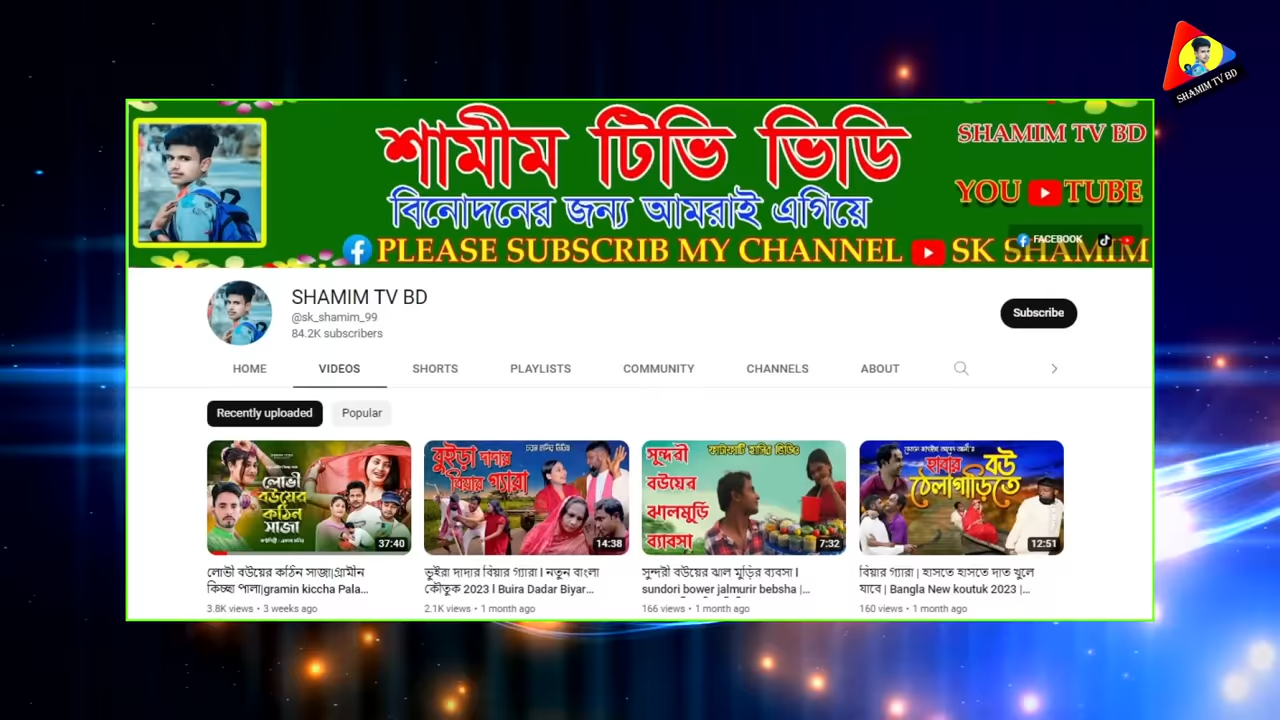 SHAMIM TV BD
শামীম টিভি ভিডি
SHAMIM TV BD
বিনোদনের জন্য আমরাই এগিয়ে
YOU TUBE
PLEASE SUBSCRIB MY CHANNEL SK SHAMIM
FACEBOOK
SHAMIM TV BD
@sk_shamim_99
84.2K subscribers
Subscribe
HOME VIDEOS SHORTS PLAYLISTS COMMUNITY CHANNELS ABOUT
Recently uploaded Popular
লোভী
বউয়ের
কঠিন
সাজা
37:40
বুইড়া দাদার
বিয়ার গ্যারা
14:38
সুন্দরী
বউয়ের
ঝালমুড়ি
ব্যাবসা
ফাটাফাটি হাসির ভিডিও
7:32
হাবার বউ
ঠেলাগাড়িতে
12:51
লোভী বউয়ের কঠিন সাজা|গ্রামীন
কিচ্ছা পালা|gramin kiccha Pala...
3.8K views • 3 weeks ago
ভুইরা দাদার বিয়ার গ্যারা l নতুন বাংলা
কৌতুক 2023 l Buira Dadar Biyar...
2.1K views • 1 month ago
সুন্দরী বউয়ের ঝাল মুড়ির ব্যবসা l
sundori bower jalmurir bebsha |...
166 views • 1 month ago
বিয়ার গ্যারা | হাসতে হাসতে দাত খুলে
যাবে | Bangla New koutuk 2023 |...
160 views • 1 month ago